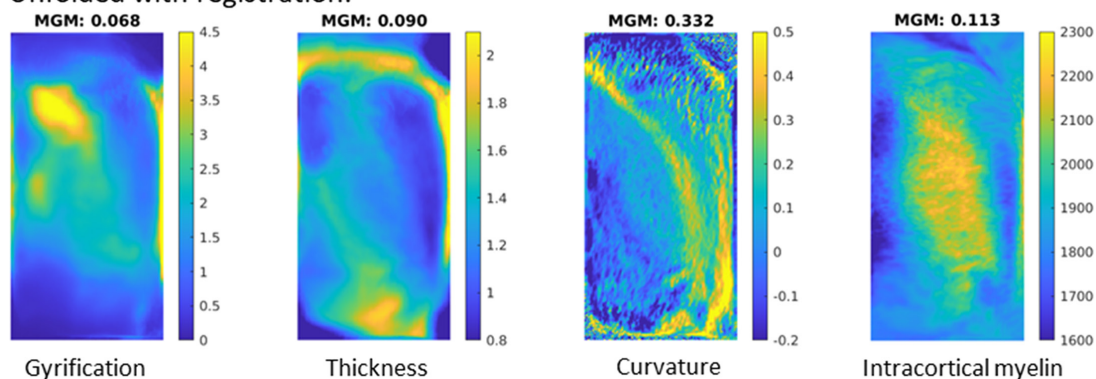 Unfolded with registration:
MGM: 0.068 MGM: 0.090 MGM: 0.332 MGM: 0.113
4.5 2 0.5 2300
4 1.8 0.4 2200
3.5 1.6 0.3 2100
3 1.4 0.2 2000
2.5 1.2 0.1 1900
2 1 0 1800
1.5 0.8 -0.1 1700
1 -0.2 1600
0.5
0
Gyrification Thickness Curvature Intracortical myelin